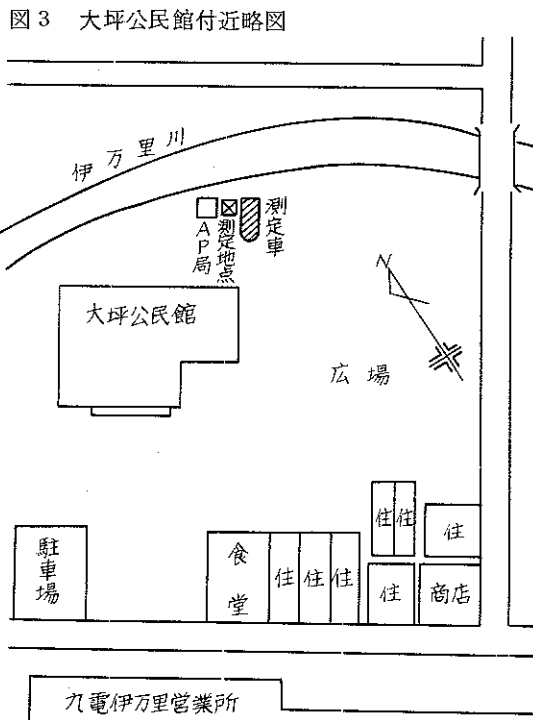 図3 大坪公民館付近略図
伊万里川
AP局
測定地点
測定車
大坪公民館
N
広場
住
住
住
駐車場
食堂
住
住
住
住
商店
九電伊万里営業所